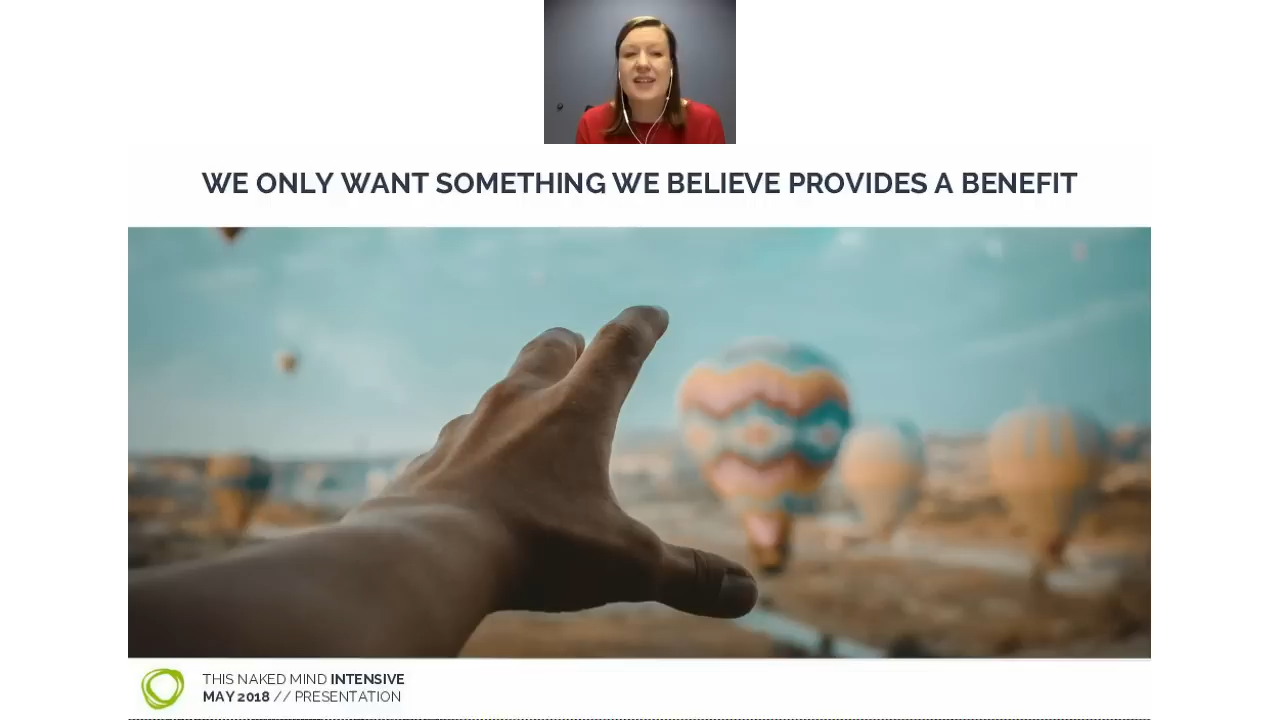 WE ONLY WANT SOMETHING WE BELIEVE PROVIDES A BENEFIT
THIS NAKED MIND INTENSIVE
MAY 2018 // PRESENTATION